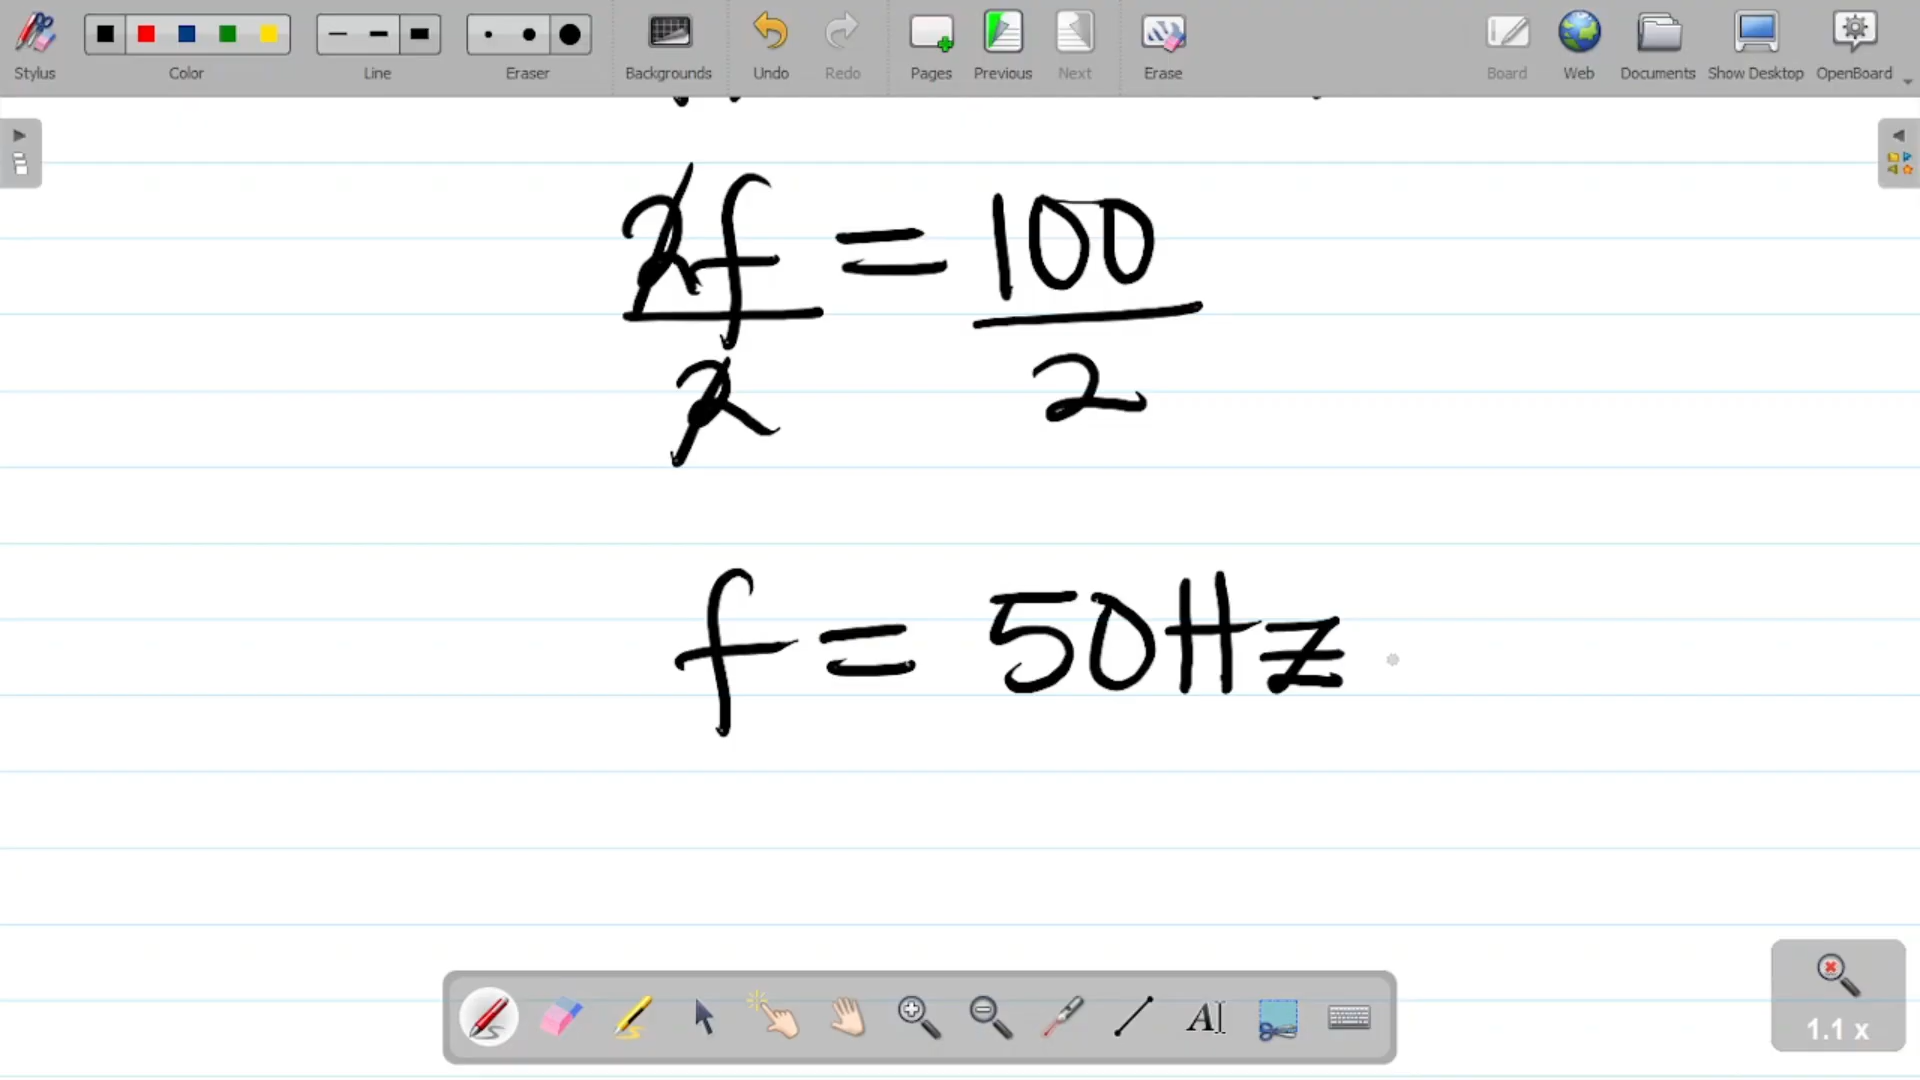 Stylus Color Line Eraser Backgrounds Undo Redo Pages Previous Next Erase Board Web Documents Show Desktop OpenBoard
2f = 100
2 2
f = 50Hz
1.1 x